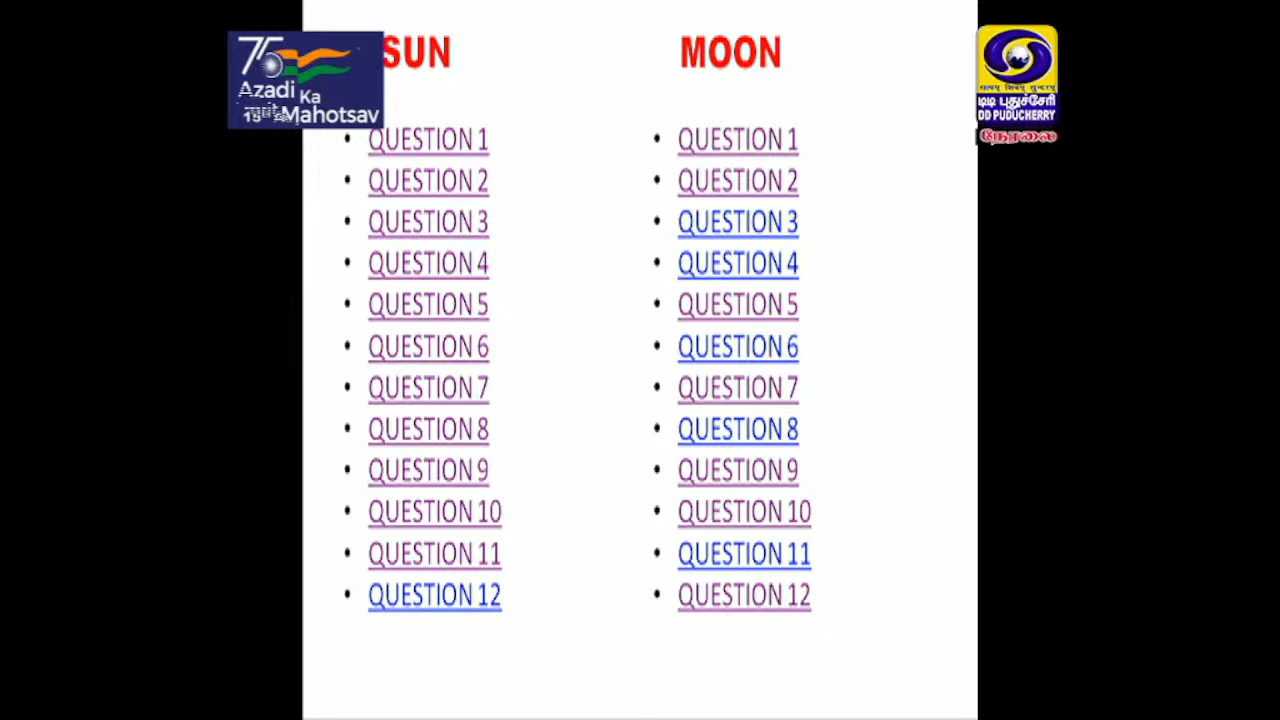 SUN
MOON
75
Azadi
Ka
Mahotsav
டிடி புதுச்சேரி
DD PUDUCHERRY
நேரலை
• QUESTION 1
• QUESTION 2
• QUESTION 3
• QUESTION 4
• QUESTION 5
• QUESTION 6
• QUESTION 7
• QUESTION 8
• QUESTION 9
• QUESTION 10
• QUESTION 11
• QUESTION 12
• QUESTION 1
• QUESTION 2
• QUESTION 3
• QUESTION 4
• QUESTION 5
• QUESTION 6
• QUESTION 7
• QUESTION 8
• QUESTION 9
• QUESTION 10
• QUESTION 11
• QUESTION 12